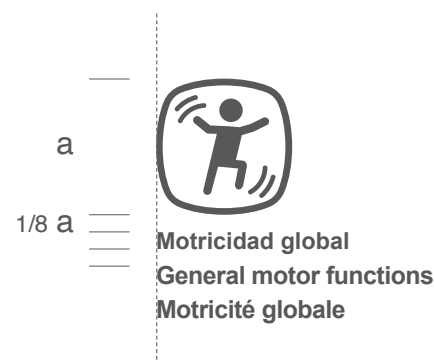 a
1/8 a
Motricidad global
General motor functions
Motricité globale